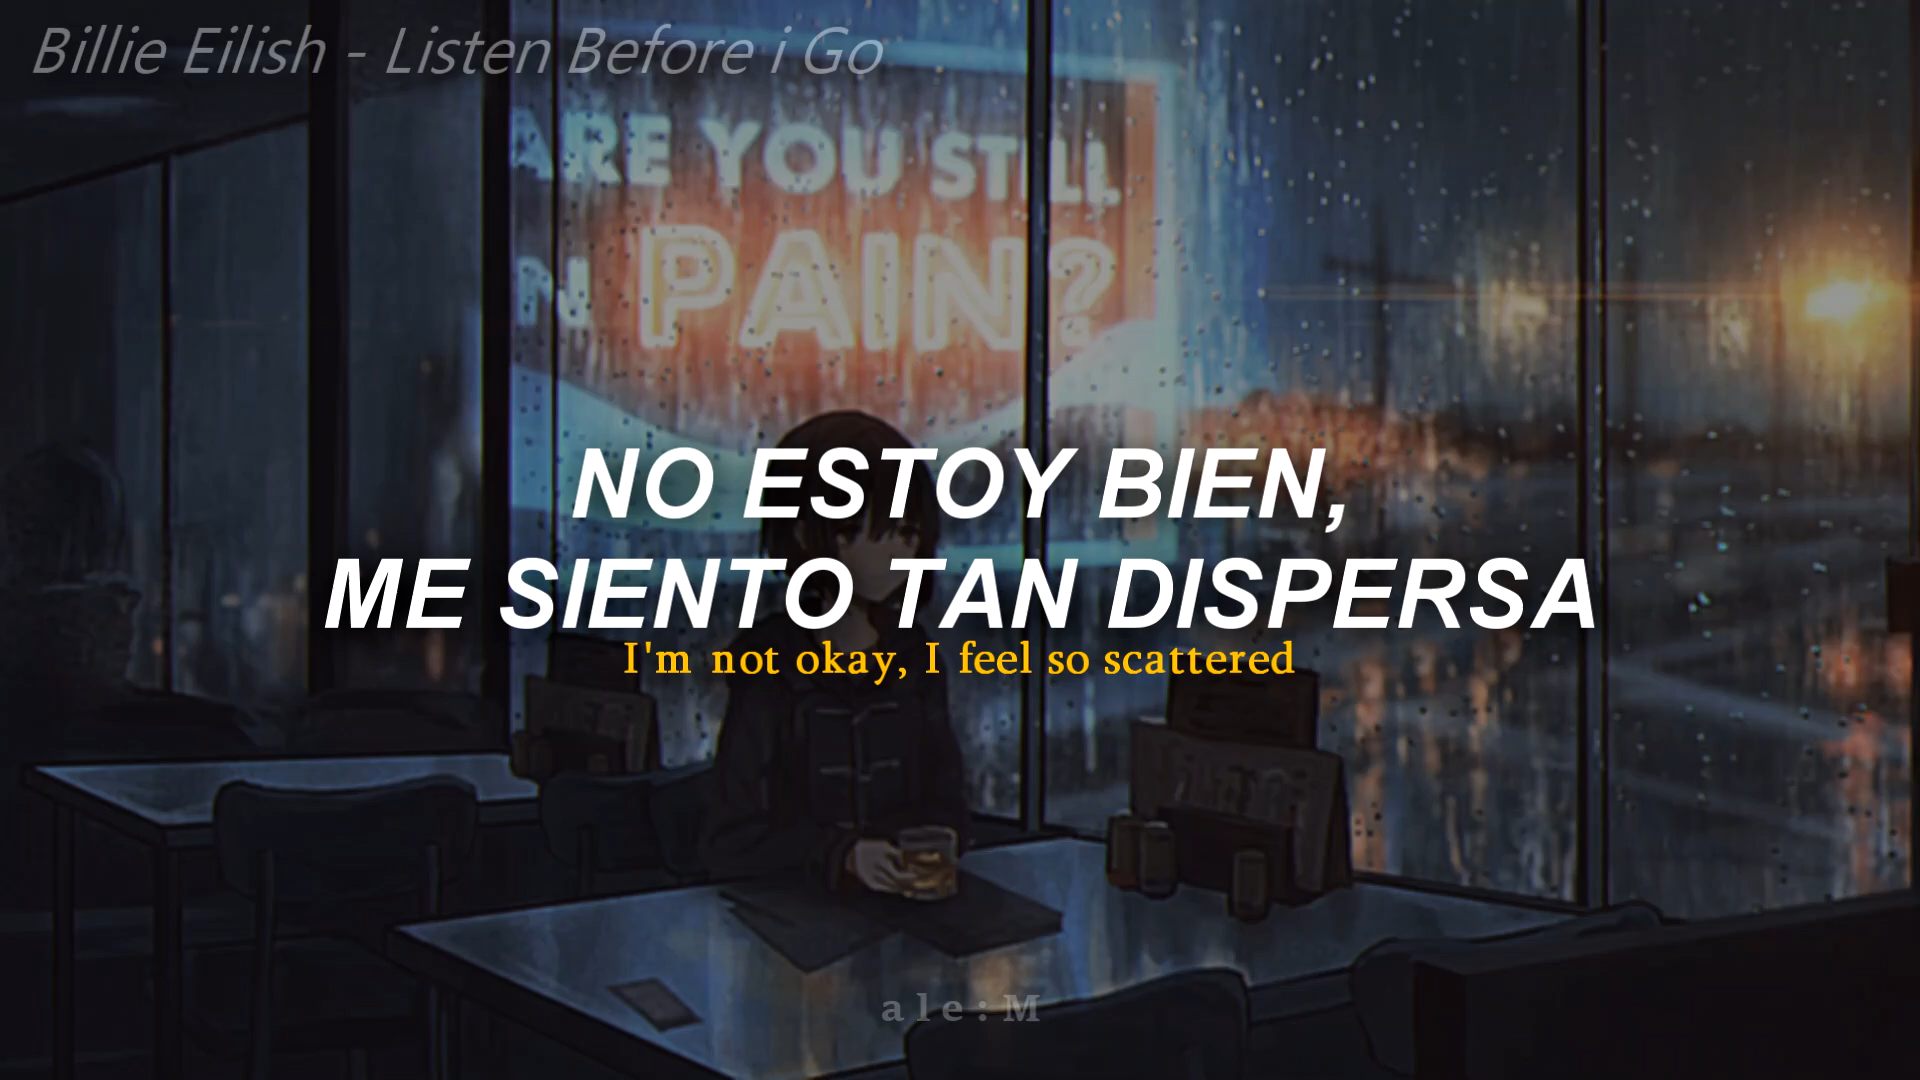 Billie Eilish - Listen Before i Go
ARE YOU STILL
IN PAIN?
NO ESTOY BIEN,
ME SIENTO TAN DISPERSA
I'm not okay, I feel so scattered
ale:M